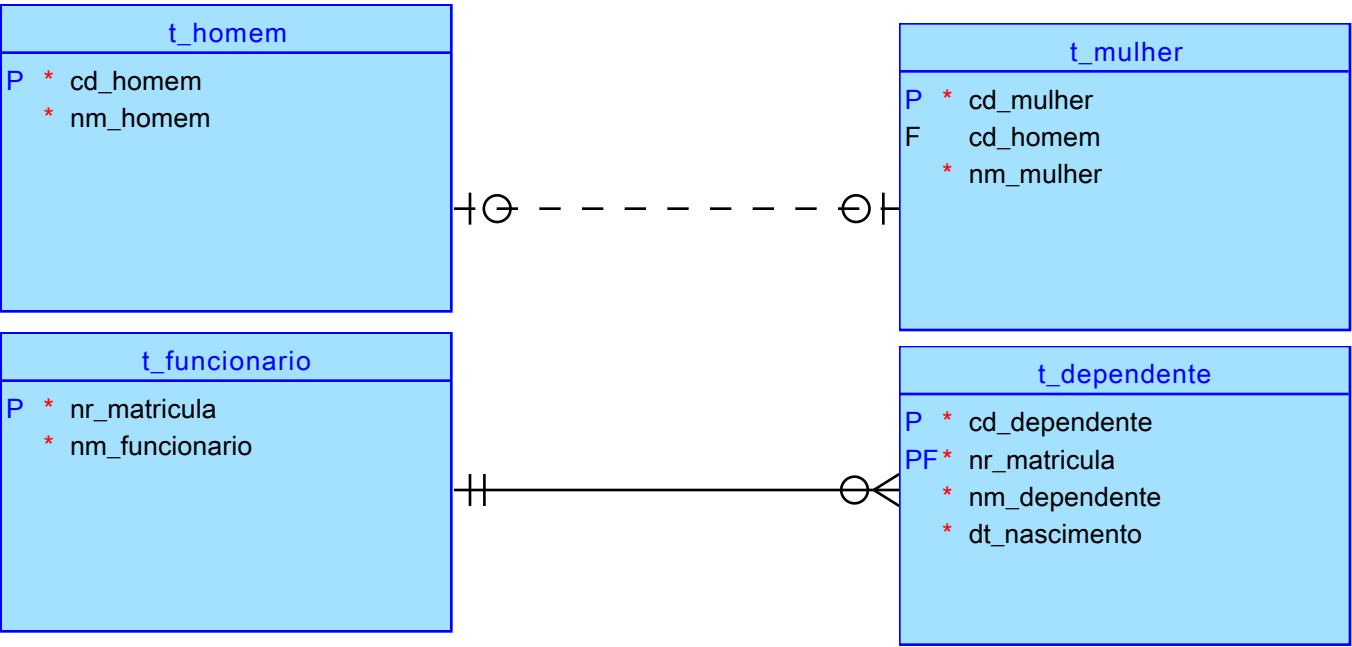 t_homem
P * cd_homem
* nm_homem
t_mulher
P * cd_mulher
F cd_homem
* nm_mulher
t_funcionario
P * nr_matricula
* nm_funcionario
t_dependente
P * cd_dependente
PF * nr_matricula
* nm_dependente
* dt_nascimento